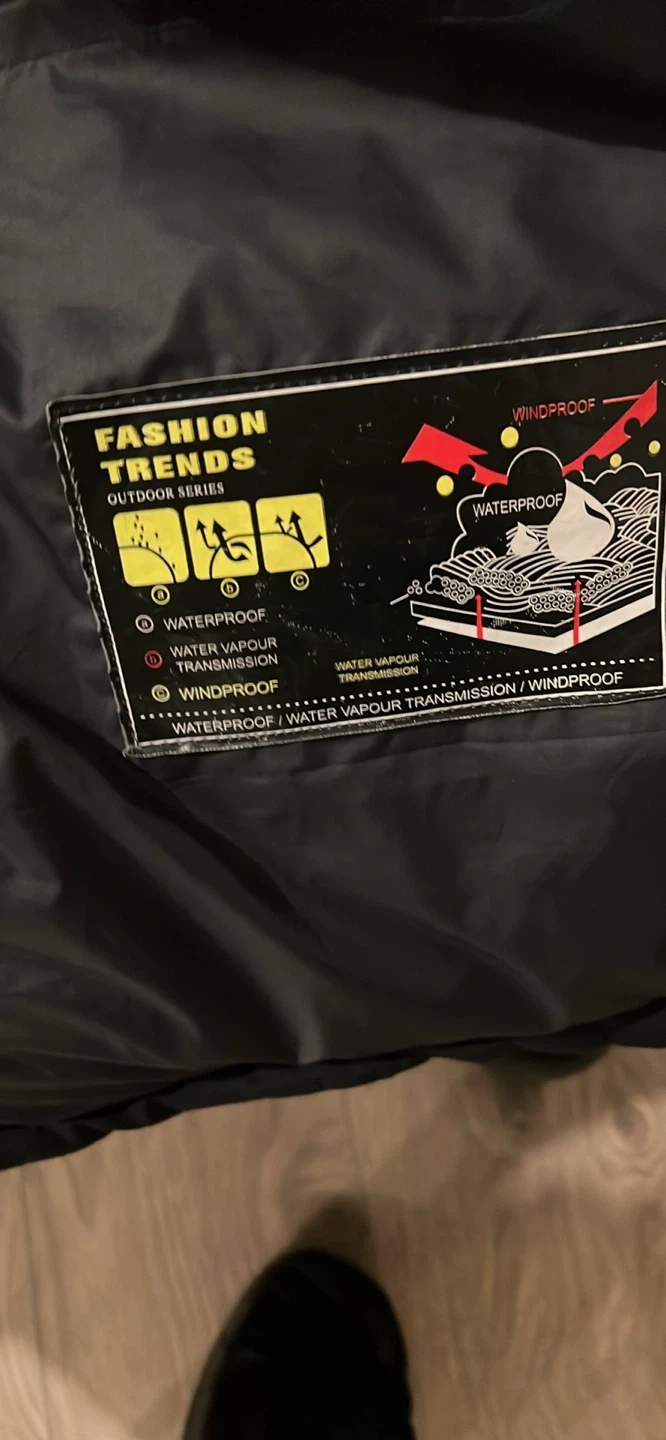 FASHION
TRENDS
OUTDOOR SERIES
a
b
c
a WATERPROOF
b WATER VAPOUR
TRANSMISSION
c WINDPROOF
WINDPROOF
WATERPROOF
WATER VAPOUR
TRANSMISSION
WATERPROOF / WATER VAPOUR TRANSMISSION / WINDPROOF